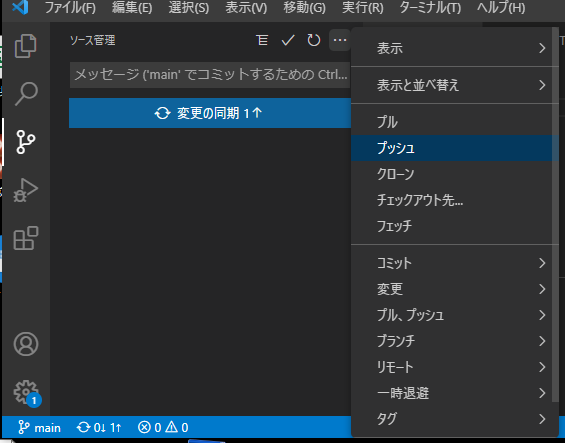 ファイル(F) 編集(E) 選択(S) 表示(V) 移動(G) 実行(R) ターミナル(T) ヘルプ(H)
ソース管理
メッセージ ('main' でコミットするための Ctrl...
変更の同期 1↑
表示
表示と並べ替え
プル
プッシュ
クローン
チェックアウト先...
フェッチ
コミット
変更
プル、プッシュ
ブランチ
リモート
一時退避
タグ
1
main 0↓ 1↑ 0 0